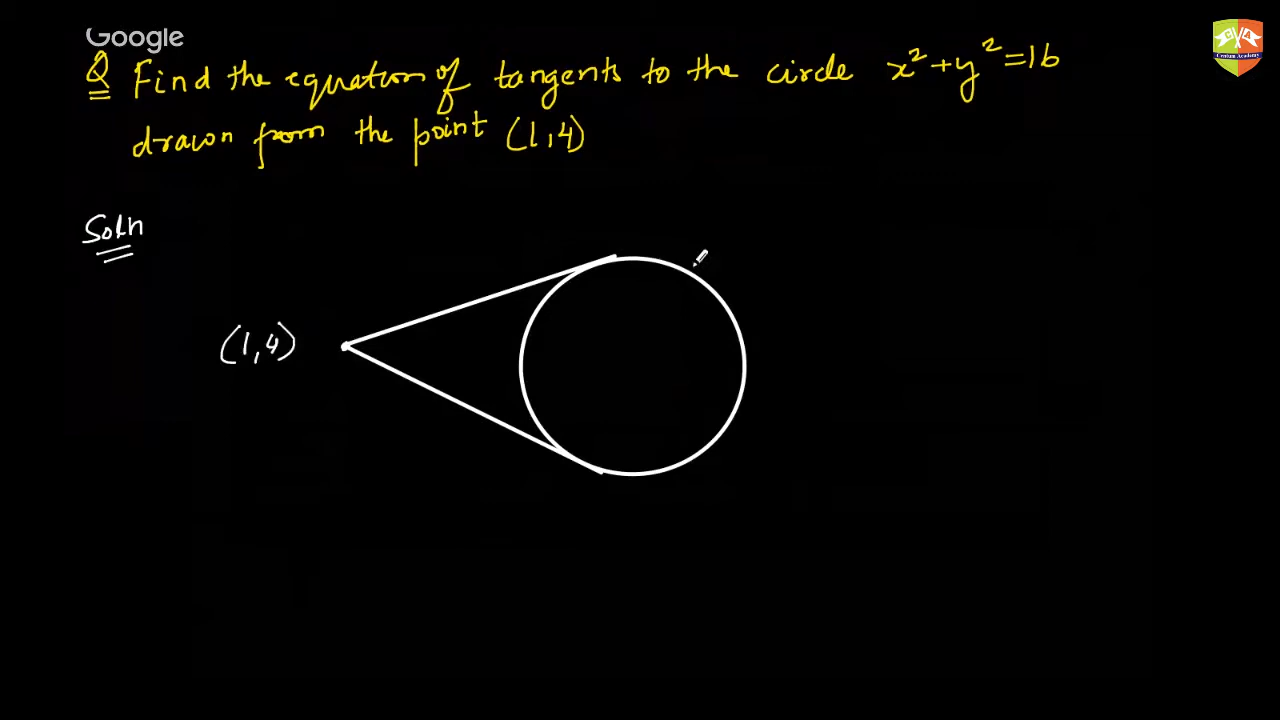 Google
Q Find the equation of tangents to the circle x²+y²=16
drawn from the point (1,4)
Soln
(1,4)